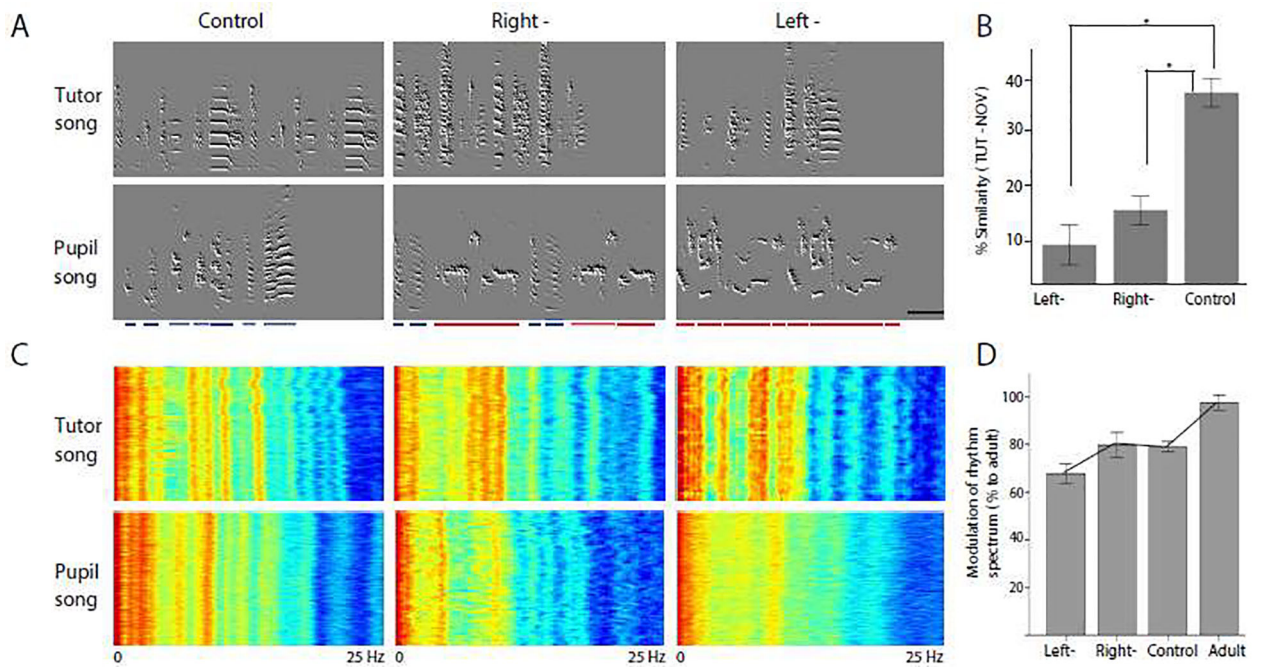 A
Control
Right -
Left -
Tutor
song
Pupil
song
B
% Similarity ( TUT -NOV)
40
30
20
10
*
*
Left-
Right-
Control
C
Tutor
song
Pupil
song
0
25 Hz
0
25 Hz
0
25 Hz
D
Modulation of rhythm
spectrum ( % to adult)
100
80
60
40
20
Left-
Right-
Control
Adult